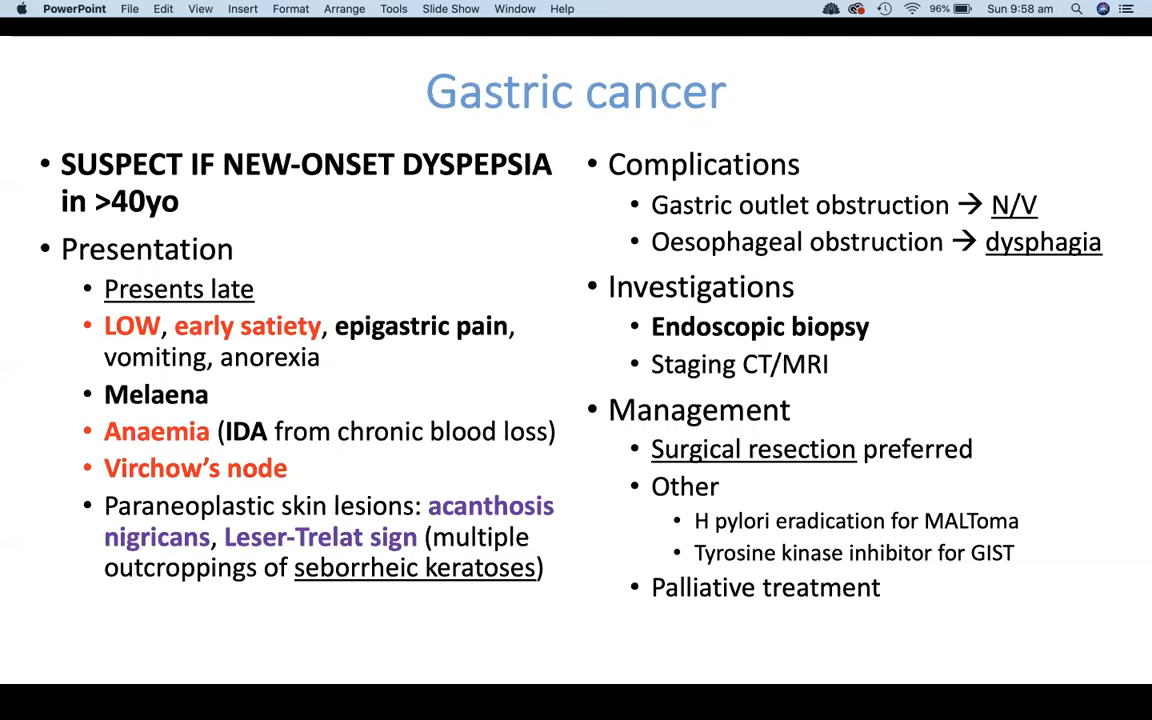 PowerPoint File Edit View Insert Format Arrange Tools Slide Show Window Help 96% Sun 9:58 am
Gastric cancer
• SUSPECT IF NEW-ONSET DYSPEPSIA
in >40yo
• Presentation
• Presents late
• LOW, early satiety, epigastric pain,
vomiting, anorexia
• Melaena
• Anaemia (IDA from chronic blood loss)
• Virchow's node
• Paraneoplastic skin lesions: acanthosis
nigricans, Leser-Trelat sign (multiple
outcroppings of seborrheic keratoses)
• Complications
• Gastric outlet obstruction → N/V
• Oesophageal obstruction → dysphagia
• Investigations
• Endoscopic biopsy
• Staging CT/MRI
• Management
• Surgical resection preferred
• Other
• H pylori eradication for MALToma
• Tyrosine kinase inhibitor for GIST
• Palliative treatment